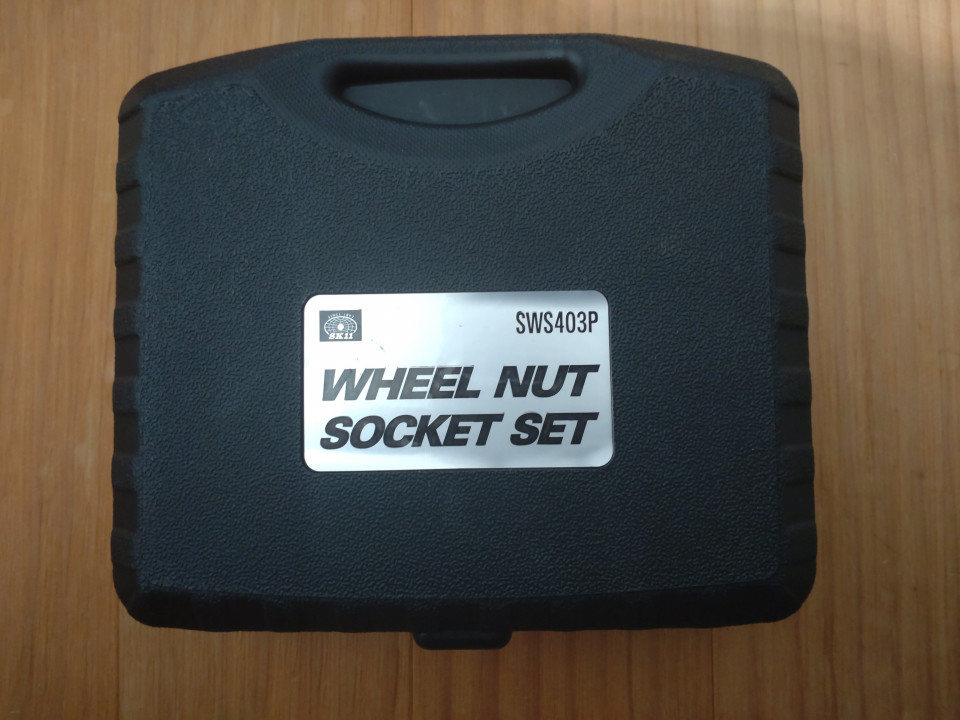 SK11
SWS403P
WHEEL NUT
SOCKET SET